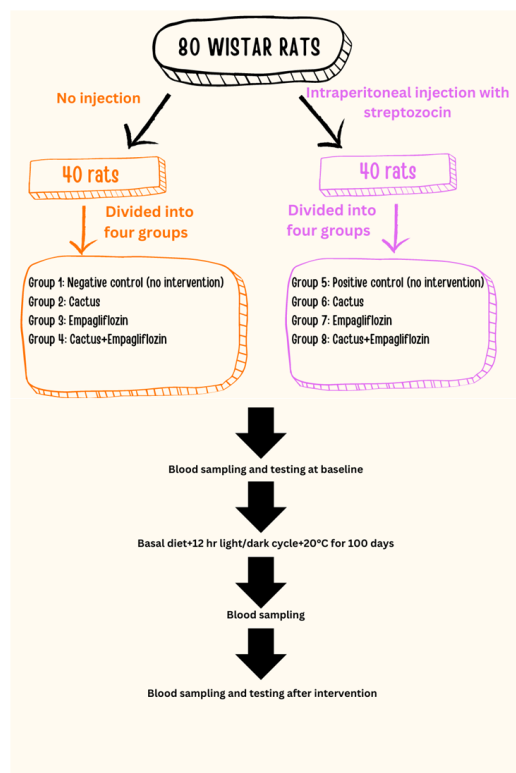 80 WISTAR RATS
No injection
Intraperitoneal injection with
streptozocin
40 rats
40 rats
Divided into
four groups
Divided into
four groups
Group 1: Negative control (no intervention)
Group 2: Cactus
Group 3: Empagliflozin
Group 4: Cactus+Empagliflozin
Group 5: Positive control (no intervention)
Group 6: Cactus
Group 7: Empagliflozin
Group 8: Cactus+Empagliflozin
Blood sampling and testing at baseline
Basal diet+12 hr light/dark cycle+20°C for 100 days
Blood sampling
Blood sampling and testing after intervention